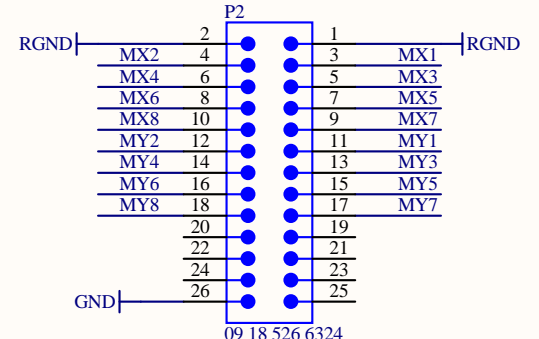 P2
RGND 2 1 RGND
MX2 4 3 MX1
MX4 6 5 MX3
MX6 8 7 MX5
MX8 10 9 MX7
MY2 12 11 MY1
MY4 14 13 MY3
MY6 16 15 MY5
MY8 18 17 MY7
20 19
22 21
24 23
GND 26 25
09 18 526 6324